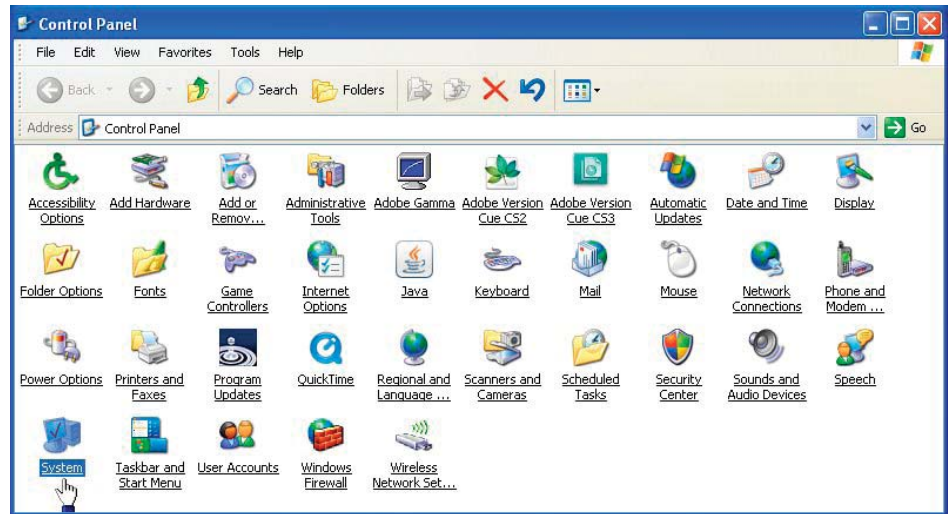 Control Panel
File Edit View Favorites Tools Help
Back Search Folders
Address Control Panel Go
Accessibility Options
Add Hardware
Add or Remov...
Administrative Tools
Adobe Gamma
Adobe Version Cue CS2
Adobe Version Cue CS3
Automatic Updates
Date and Time
Display
Folder Options
Fonts
Game Controllers
Internet Options
Java
Keyboard
Mail
Mouse
Network Connections
Phone and Modem ...
Power Options
Printers and Faxes
Program Updates
QuickTime
Regional and Language ...
Scanners and Cameras
Scheduled Tasks
Security Center
Sounds and Audio Devices
Speech
System
Taskbar and Start Menu
User Accounts
Windows Firewall
Wireless Network Set...